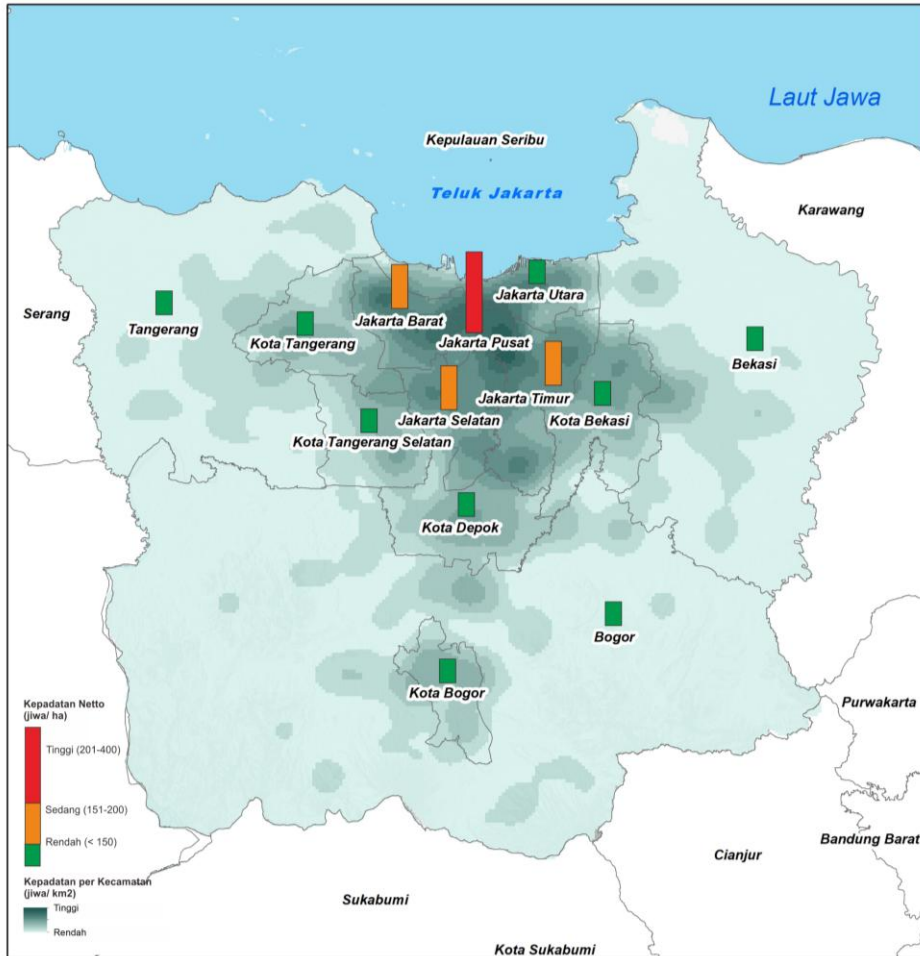 Laut Jawa
Kepulauan Seribu
Teluk Jakarta
Karawang
Serang
Tangerang
Kota Tangerang
Jakarta Barat
Jakarta Utara
Jakarta Pusat
Bekasi
Jakarta Timur
Kota Bekasi
Jakarta Selatan
Kota Tangerang Selatan
Kota Depok
Bogor
Kota Bogor
Purwakarta
Bandung Barat
Cianjur
Sukabumi
Kota Sukabumi
Kepadatan Netto
(jiwa/ ha)
Tinggi (201-400)
Sedang (151-200)
Rendah (< 150)
Kepadatan per Kecamatan
(jiwa/ km2)
Tinggi
Rendah